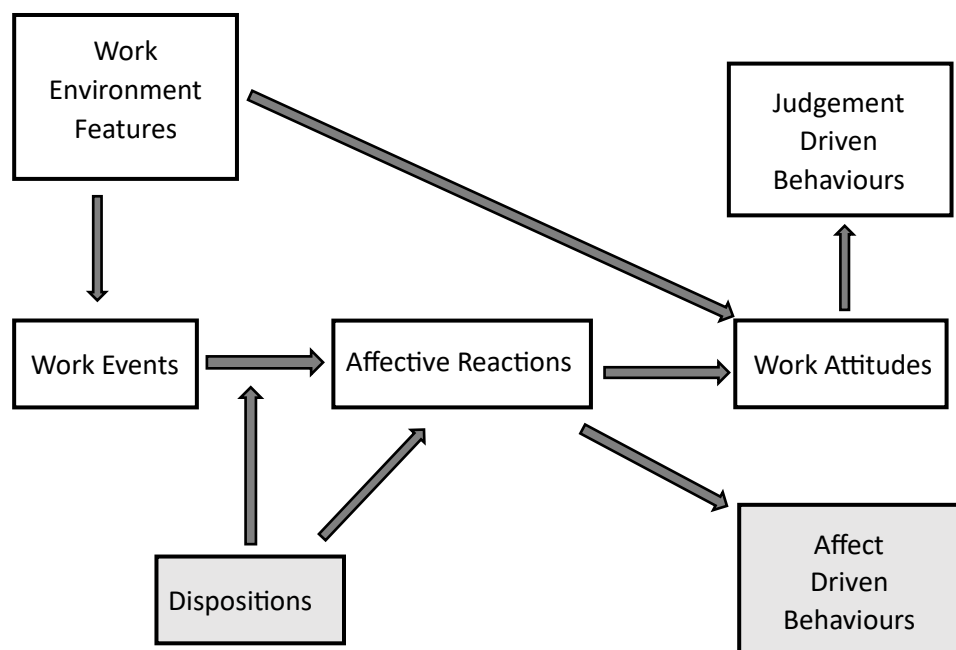 Work
Environment
Features
Judgement
Driven
Behaviours
Work Events
Affective Reactions
Work Attitudes
Dispositions
Affect
Driven
Behaviours